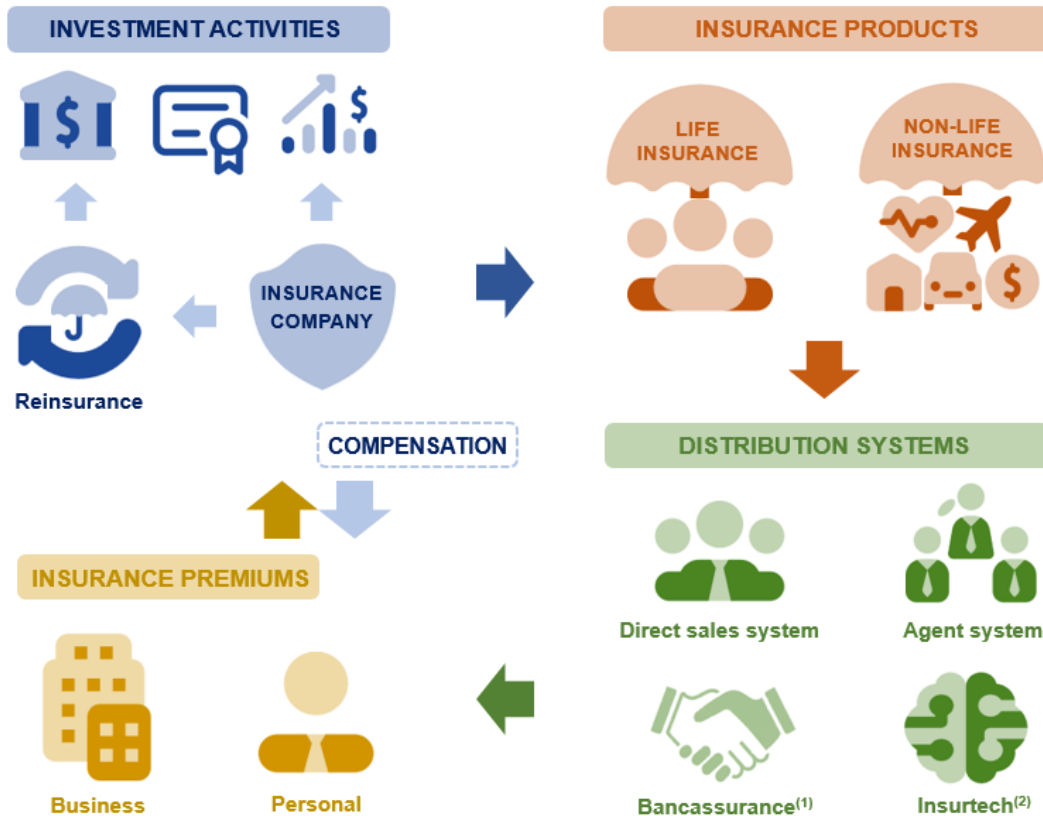 INVESTMENT ACTIVITIES
$
$
INSURANCE
COMPANY
Reinsurance
COMPENSATION
INSURANCE PREMIUMS
Business
Personal
INSURANCE PRODUCTS
LIFE
INSURANCE
NON-LIFE
INSURANCE
$
DISTRIBUTION SYSTEMS
Direct sales system
Agent system
Bancassurance(1)
Insurtech(2)